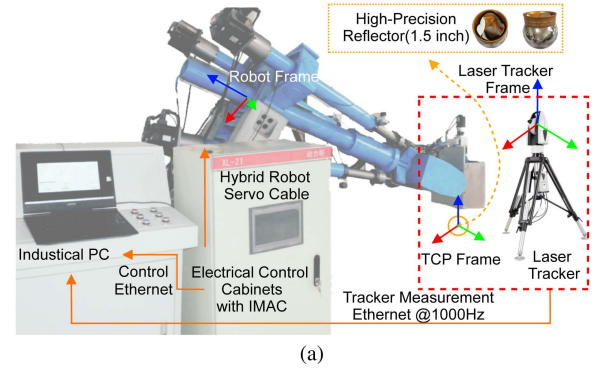 High-Precision
Reflector(1.5 inch)
Laser Tracker
Frame
Robot Frame
XL-21
Hybrid Robot
Servo Cable
Industical PC
Control
Ethernet
Electrical Control
Cabinets
with IMAC
TCP Frame
Laser
Tracker
Tracker Measurement
Ethernet @1000Hz
(a)